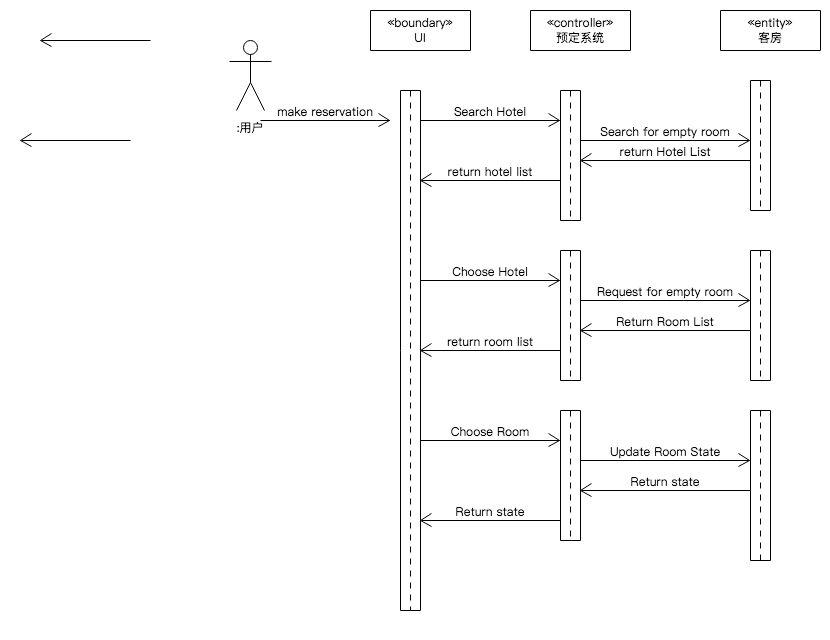 «boundary»
UI
«controller»
预定系统
«entity»
客房
:用户
make reservation
Search Hotel
Search for empty room
return Hotel List
return hotel list
Choose Hotel
Request for empty room
Return Room List
return room list
Choose Room
Update Room State
Return state
Return state